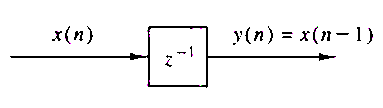 x(n)
z⁻¹
y(n) = x(n−1)